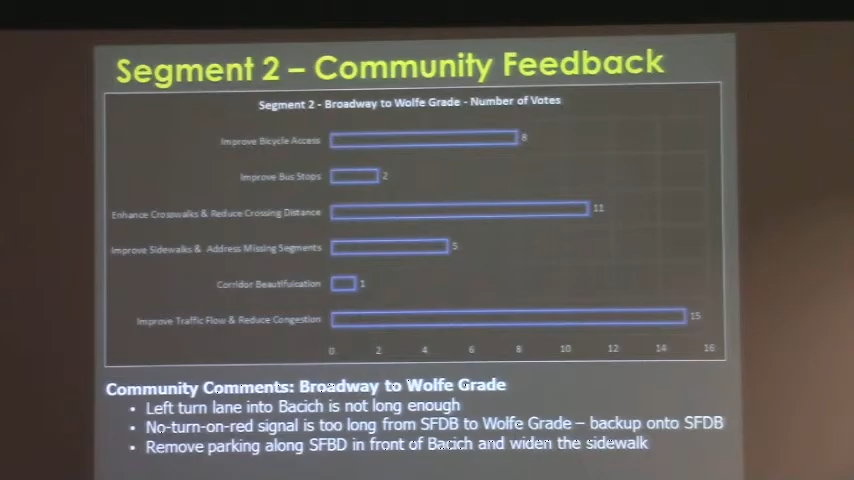 Segment 2 – Community Feedback
Segment 2 - Broadway to Wolfe Grade - Number of Votes
Improve Bicycle Access 8
Improve Bus Stops 2
Enhance Crosswalks & Reduce Crossing Distance 11
Improve Sidewalks & Address Missing Segments 5
Corridor Beautifuication 1
Improve Traffic Flow & Reduce Congestion 15
0 2 4 6 8 10 12 14 16
Community Comments: Broadway to Wolfe Grade
• Left turn lane into Bacich is not long enough
• No-turn-on-red signal is too long from SFDB to Wolfe Grade – backup onto SFDB
• Remove parking along SFBD in front of Bacich and widen the sidewalk